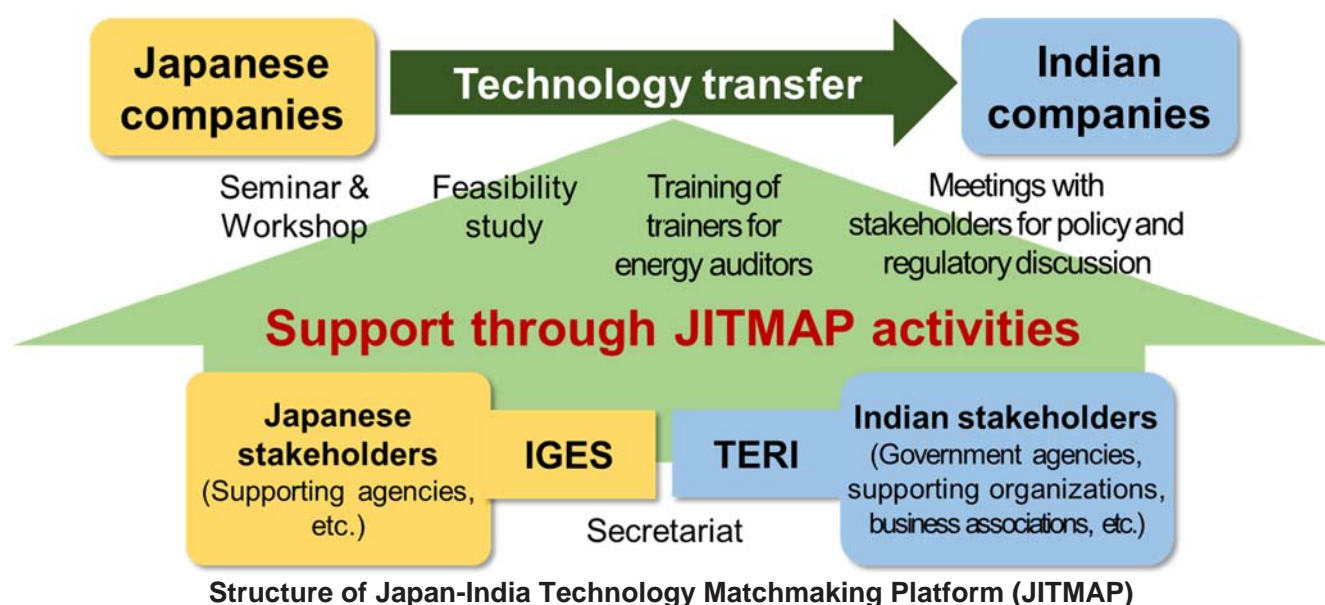 Japanese
companies
Technology transfer
Indian
companies
Seminar &
Workshop
Feasibility
study
Training of
trainers for
energy auditors
Meetings with
stakeholders for policy and
regulatory discussion
Support through JITMAP activities
Japanese
stakeholders
(Supporting agencies,
etc.)
IGES
TERI
Indian stakeholders
(Government agencies,
supporting organizations,
business associations, etc.)
Secretariat
Structure of Japan-India Technology Matchmaking Platform (JITMAP)